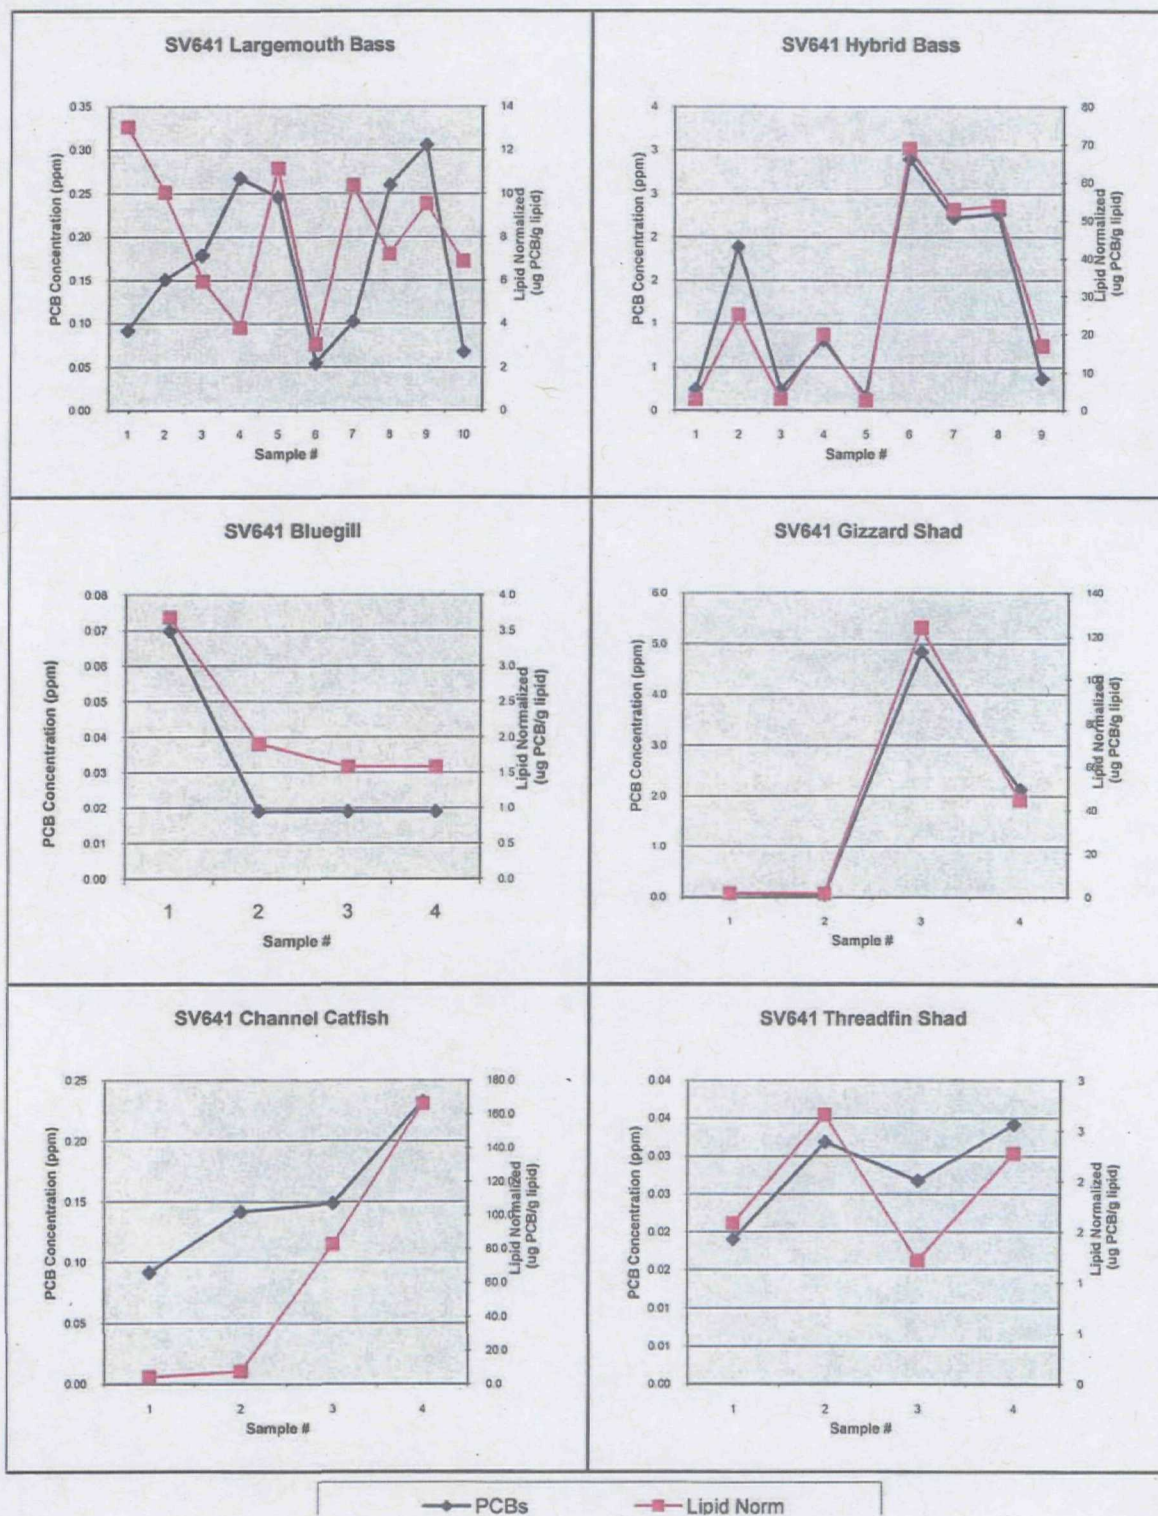 SV641 Largemouth Bass
PCB Concentration (ppm)
0.35
0.30
0.25
0.20
0.15
0.10
0.05
0.00
14
12
10
8
6
4
2
0
Lipid Normalized
(ug PCB/g lipid)
1 2 3 4 5 6 7 8 9 10
Sample #
SV641 Hybrid Bass
PCB Concentration (ppm)
4
3
3
2
2
1
1
0
80
70
60
50
40
30
20
10
0
Lipid Normalized
(ug PCB/g lipid)
1 2 3 4 5 6 7 8 9
Sample #
SV641 Bluegill
PCB Concentration (ppm)
0.08
0.07
0.06
0.05
0.04
0.03
0.02
0.01
0.00
4.0
3.5
3.0
2.5
2.0
1.5
1.0
0.5
0.0
Lipid Normalized
(ug PCB/g lipid)
1 2 3 4
Sample #
SV641 Gizzard Shad
PCB Concentration (ppm)
6.0
5.0
4.0
3.0
2.0
1.0
0.0
140
120
100
80
60
40
20
0
Lipid Normalized
(ug PCB/g lipid)
1 2 3 4
Sample #
SV641 Channel Catfish
PCB Concentration (ppm)
0.25
0.20
0.15
0.10
0.05
0.00
180.0
160.0
140.0
120.0
100.0
80.0
60.0
40.0
20.0
0.0
Lipid Normalized
(ug PCB/g lipid)
1 2 3 4
Sample #
SV641 Threadfin Shad
PCB Concentration (ppm)
0.04
0.04
0.03
0.03
0.02
0.02
0.01
0.01
0.00
3
3
2
2
1
1
0
Lipid Normalized
(ug PCB/g lipid)
1 2 3 4
Sample #
PCBs Lipid Norm